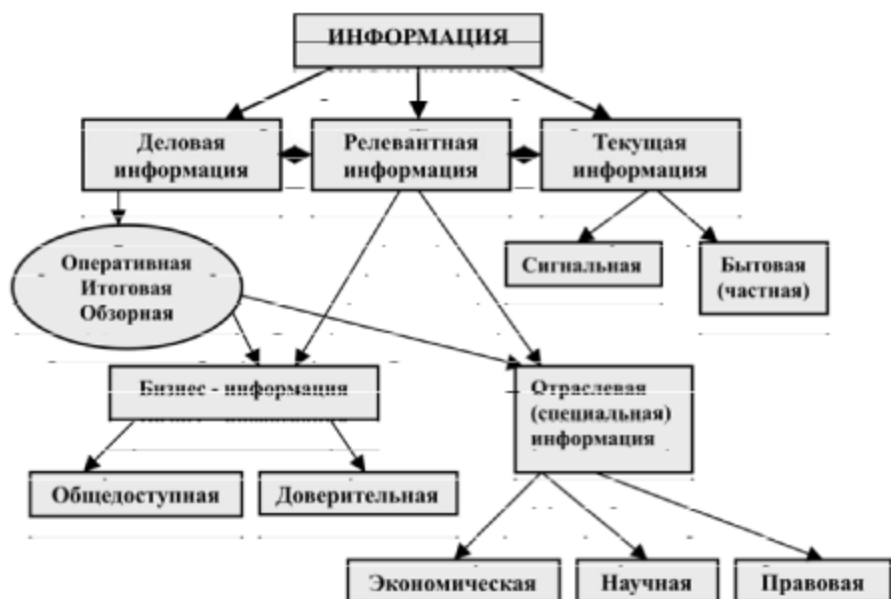 ИНФОРМАЦИЯ
Деловая
информация
Релевантная
информация
Текущая
информация
Оперативная
Итоговая
Обзорная
Сигнальная
Бытовая
(частная)
Бизнес - информация
Отраслевая
(специальная)
информация
Общедоступная
Доверительная
Экономическая
Научная
Правовая